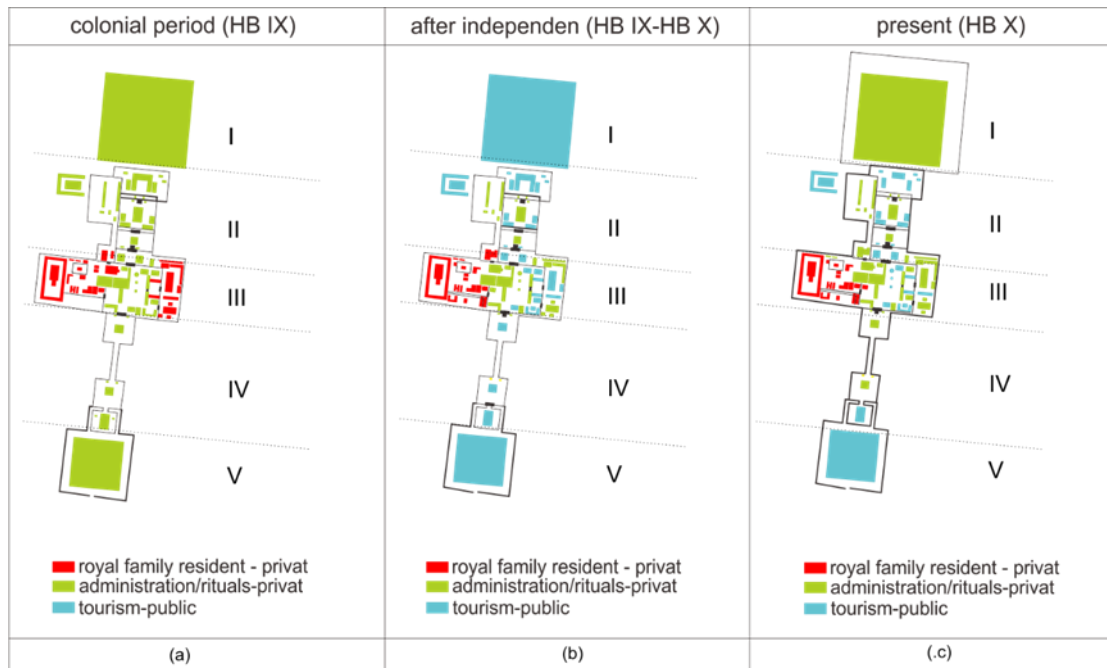 colonial period (HB IX)
after independen (HB IX-HB X)
present (HB X)
I
II
III
IV
V
royal family resident - privat
administration/rituals-privat
tourism-public
I
II
III
IV
V
royal family resident - privat
administration/rituals-privat
tourism-public
I
II
III
IV
V
royal family resident - privat
administration/rituals-privat
tourism-public
(a)
(b)
(.c)